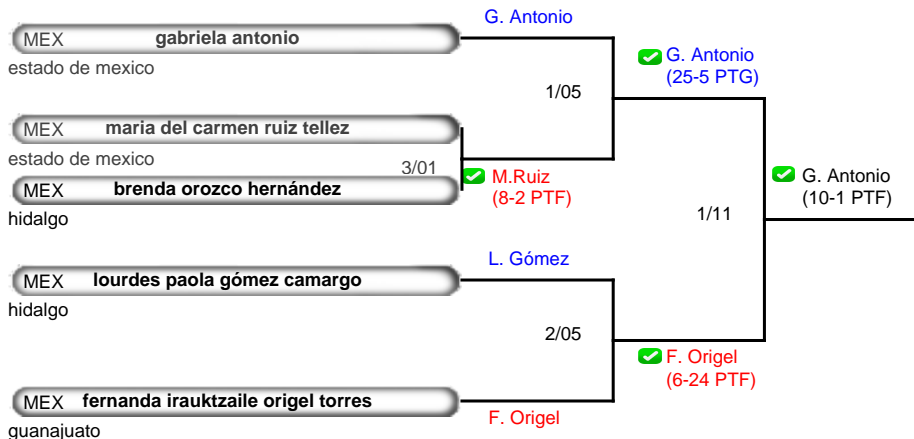 G. Antonio
MEX gabriela antonio
estado de mexico
G. Antonio
(25-5 PTG)
1/05
MEX maria del carmen ruiz tellez
estado de mexico
3/01
M.Ruiz
(8-2 PTF)
MEX brenda orozco hernández
hidalgo
G. Antonio
(10-1 PTF)
1/11
L. Gómez
MEX lourdes paola gómez camargo
hidalgo
2/05
F. Origel
(6-24 PTF)
MEX fernanda irauktzaile origel torres
F. Origel
guanajuato